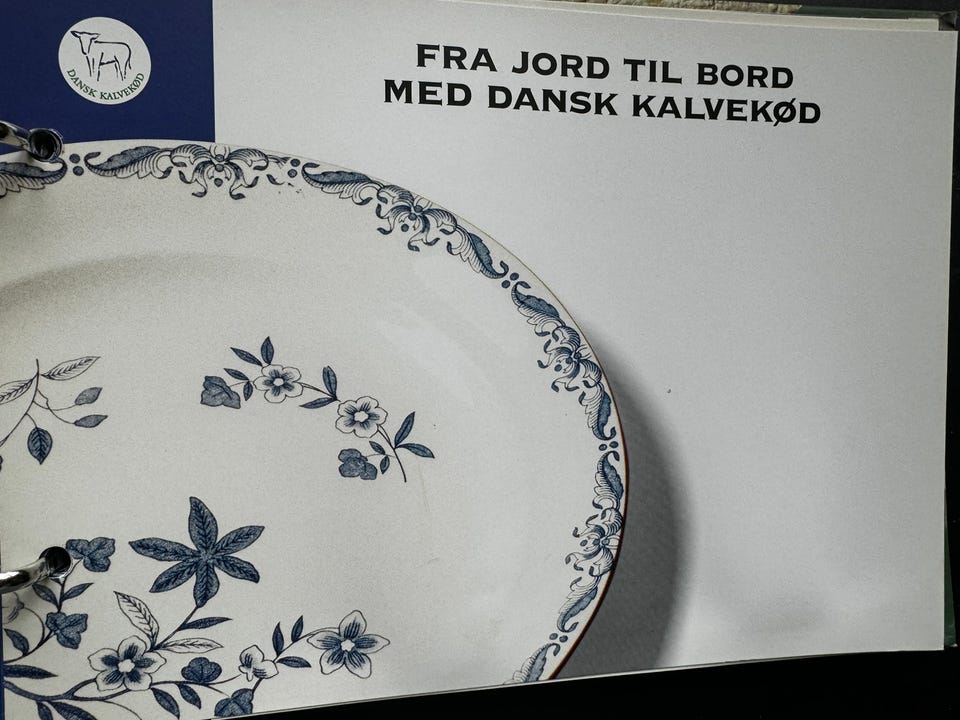 DANSK KALVEKØD
FRA JORD TIL BORD
MED DANSK KALVEKØD